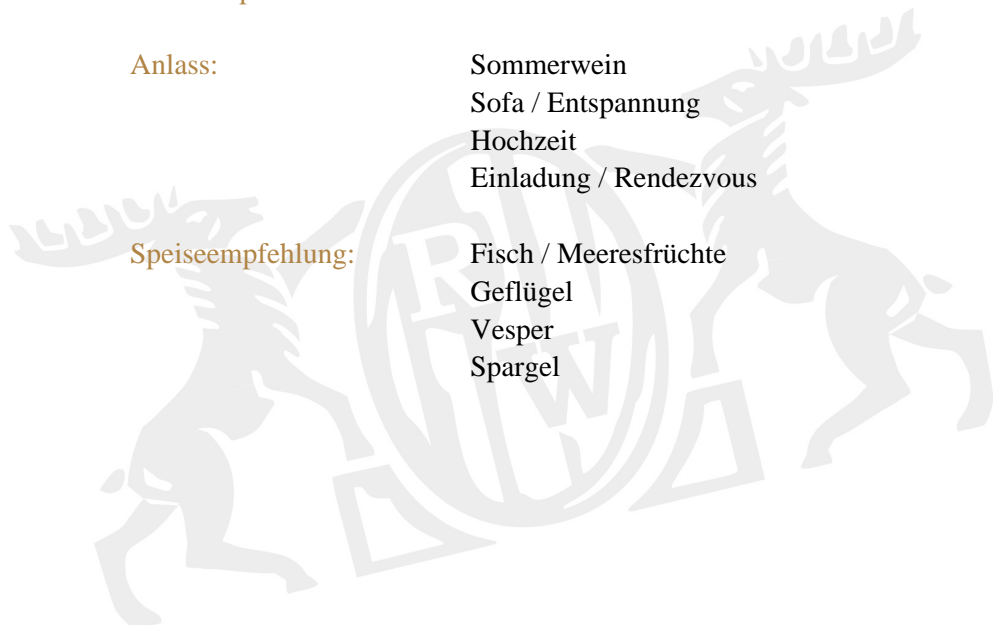 Anlass: Sommerwein
Sofa / Entspannung
Hochzeit
Einladung / Rendezvous
Speiseempfehlung: Fisch / Meeresfrüchte
Geflügel
Vesper
Spargel
R
W